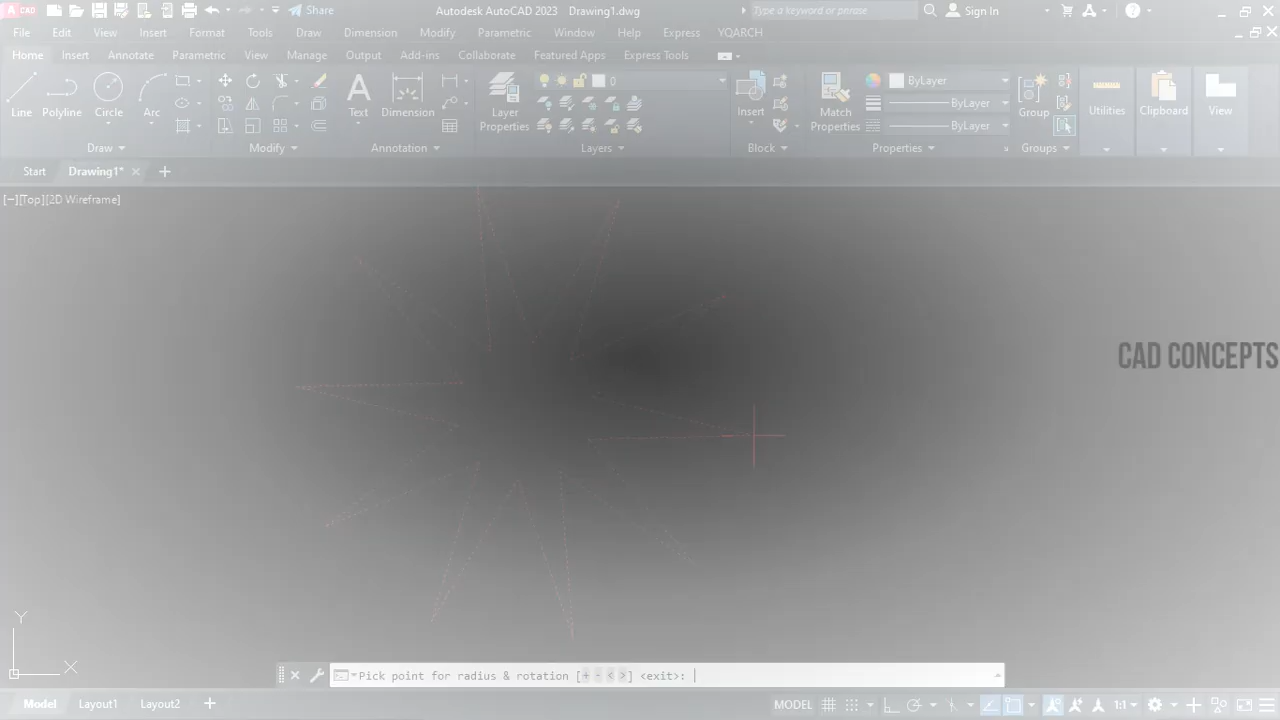 A CAD Share Autodesk AutoCAD 2023 Drawing1.dwg Type a keyword or phrase Sign In
File Edit View Insert Format Tools Draw Dimension Modify Parametric Window Help Express YQARCH
Home Insert Annotate Parametric View Manage Output Add-ins Collaborate Featured Apps Express Tools
0 ByLayer
Line Polyline Circle Arc Text Dimension Layer Properties Insert Match Properties ByLayer Group Utilities Clipboard View
ByLayer
Draw Modify Annotation Layers Block Properties Groups
Start Drawing1* +
[−][Top][2D Wireframe]
CAD CONCEPTS
Y
X
Pick point for radius & rotation [+ - < >] <exit>:
Model Layout1 Layout2 + MODEL 1:1